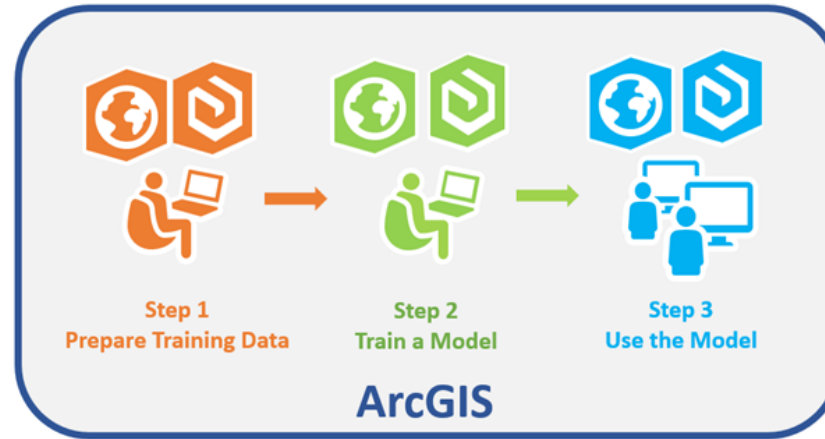 Step 1
Prepare Training Data
Step 2
Train a Model
Step 3
Use the Model
ArcGIS